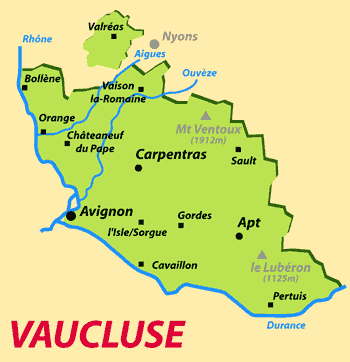 Valréas
Rhône
Nyons
Aigues
Ouvèze
Bollène
Vaison
la-Romaine
Orange
Mt Ventoux
(1912m)
Châteaneuf
du Pape
Carpentras
Sault
Avignon
Gordes
l'Isle/Sorgue
Apt
Cavaillon
le Lubéron
(1125m)
Pertuis
Durance
VAUCLUSE